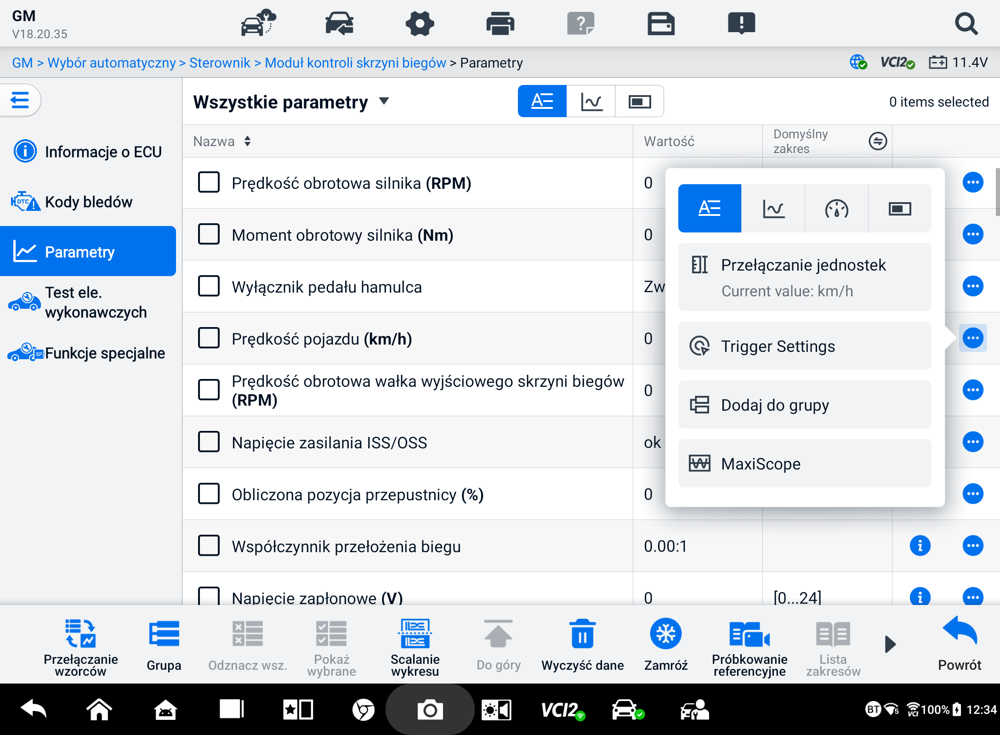 GM
V18.20.35
GM > Wybór automatyczny > Sterownik > Moduł kontroli skrzyni biegów > Parametry
VCI2
11.4V
Informacje o ECU
DTC
Kody bledów
Parametry
Test ele.
wykonawczych
SP
Funkcje specjalne
Wszystkie parametry
0 items selected
Nazwa
Wartość
Domyślny
zakres
Prędkość obrotowa silnika (RPM)
0
Moment obrotowy silnika (Nm)
0
Wyłącznik pedału hamulca
Zw
Prędkość pojazdu (km/h)
0
Prędkość obrotowa wałka wyjściowego skrzyni biegów
(RPM)
0
Napięcie zasilania ISS/OSS
ok
Obliczona pozycja przepustnicy (%)
0
Współczynnik przełożenia biegu
0.00:1
Napięcie zapłonowe (V)
0
[0...24]
Przełączanie jednostek
Current value: km/h
Trigger Settings
Dodaj do grupy
MaxiScope
Przełączanie
wzorców
Grupa
Odznacz wsz.
Pokaż
wybrane
Scalanie
wykresu
Do góry
Wyczyść dane
Zamróź
Próbkowanie
referencyjne
Lista
zakresów
Powrót
VCI2
BT
5
VCI
100%
12:34